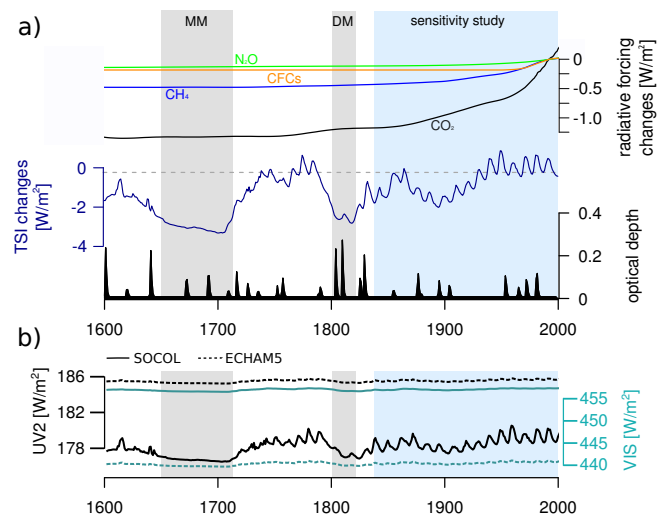 a)
MM
DM
sensitivity study
N₂O
CFCs
CH₄
CO₂
0
-0.5
-1.0
radiative forcing
changes [W/m²]
0
-2
-4
TSI changes
[W/m²]
0.4
0.2
0
optical depth
1600
1700
1800
1900
2000
b)
SOCOL
ECHAM5
186
182
178
UV2 [W/m²]
455
450
445
440
VIS [W/m²]
1600
1700
1800
1900
2000